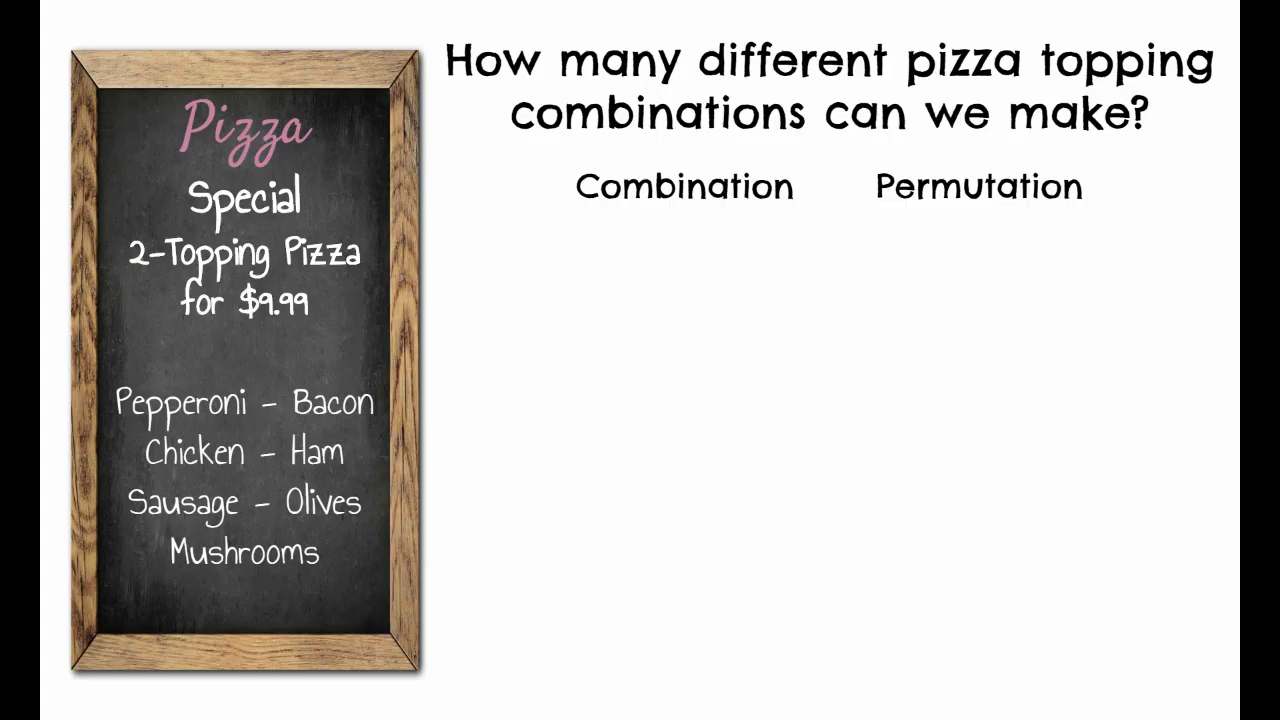 Pizza
Special
2-Topping Pizza
for $9.99
Pepperoni - Bacon
Chicken - Ham
Sausage - Olives
Mushrooms
How many different pizza topping
combinations can we make?
Combination Permutation